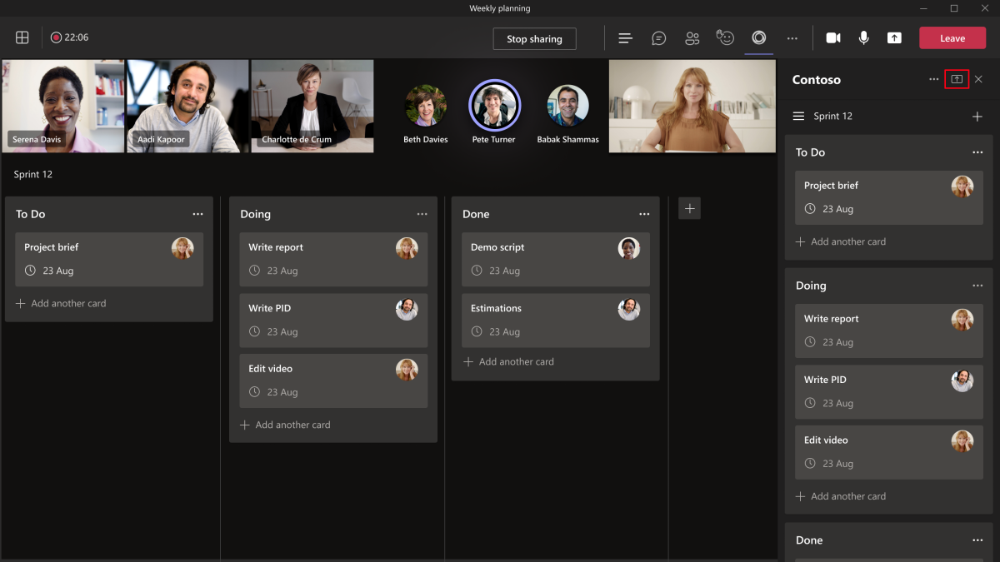 Weekly planning
22:06
Stop sharing
Leave
Serena Davis
Aadi Kapoor
Charlotte de Crum
Beth Davies
Pete Turner
Babak Shammas
Sprint 12
To Do
Project brief
23 Aug
Add another card
Doing
Write report
23 Aug
Write PID
23 Aug
Edit video
23 Aug
Add another card
Done
Demo script
23 Aug
Estimations
23 Aug
Add another card
Contoso
Sprint 12
To Do
Project brief
23 Aug
Add another card
Doing
Write report
23 Aug
Write PID
23 Aug
Edit video
23 Aug
Add another card
Done